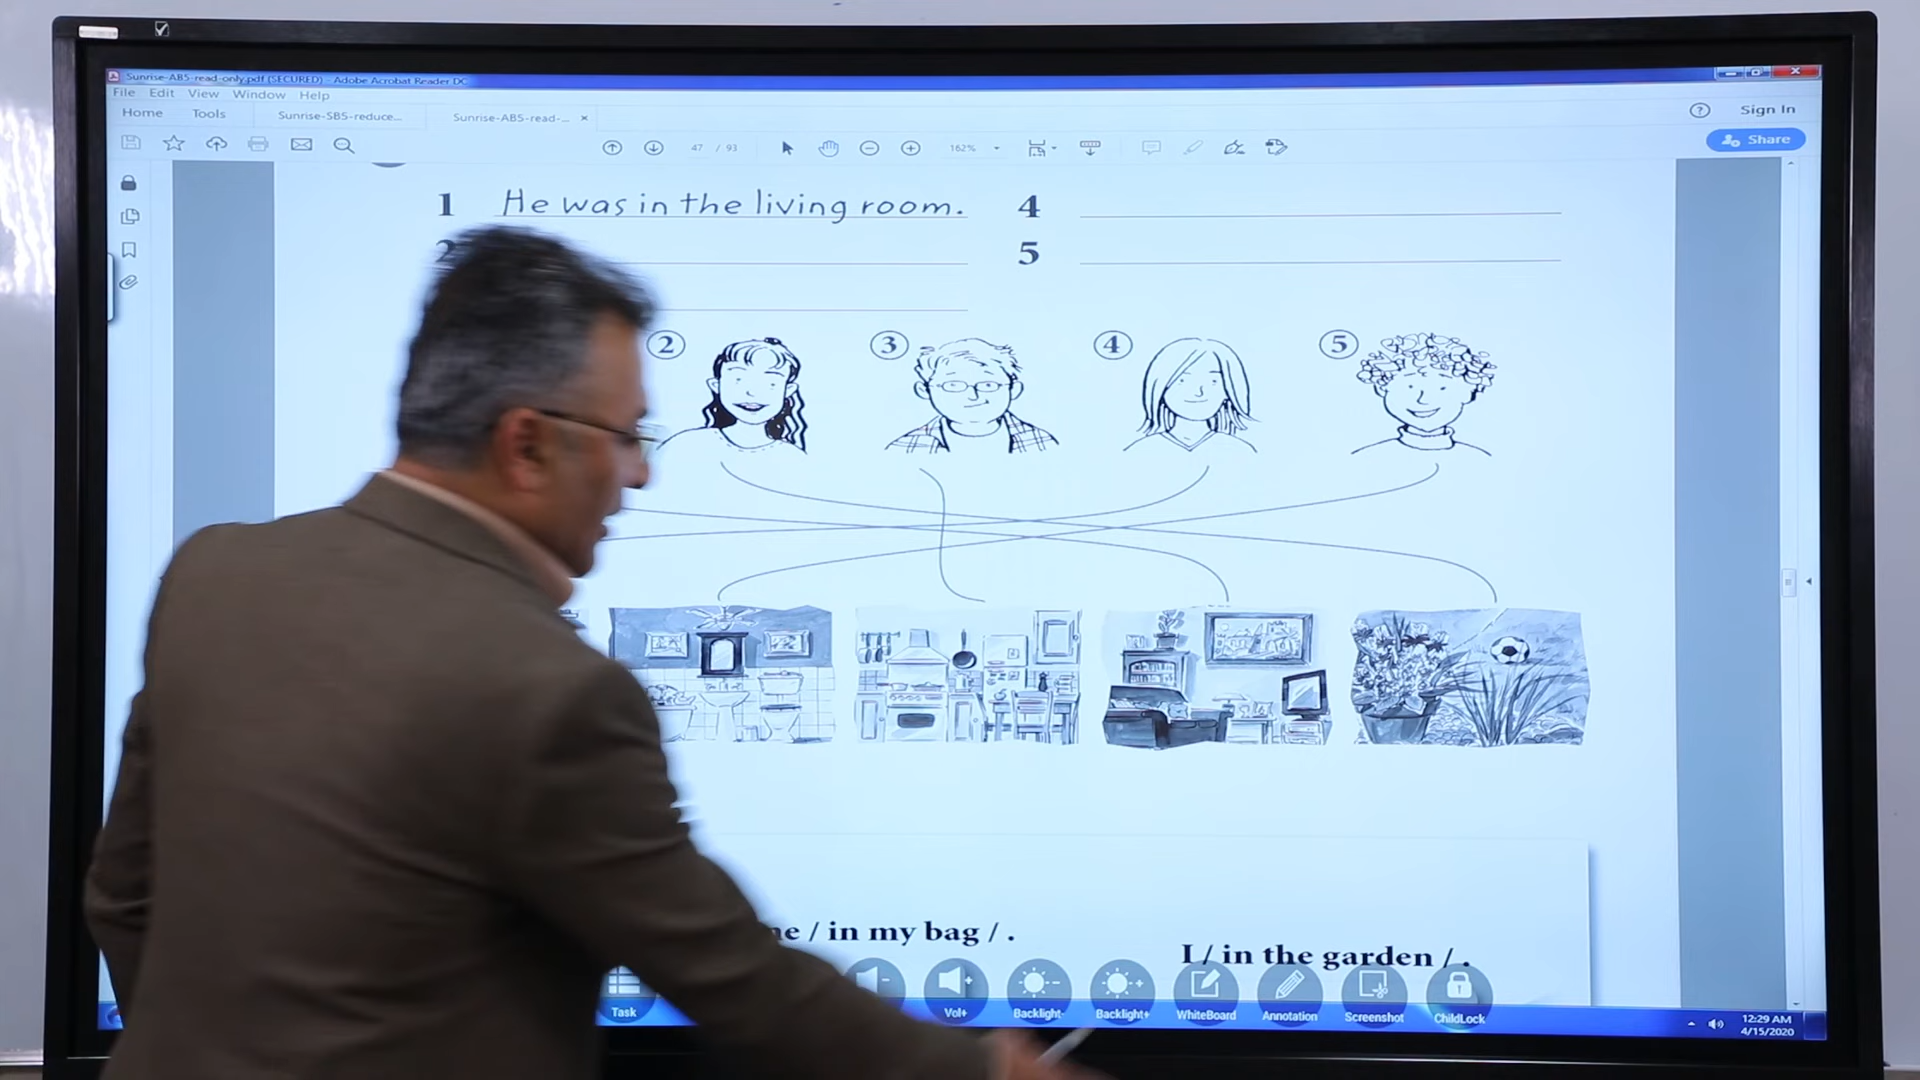 Sunrise-AB5-read-only.pdf (SECURED) - Adobe Acrobat Reader DC
File Edit View Window Help
Home Tools Sunrise-SB5-reduce... Sunrise-AB5-read-... ×
? Sign In
47 / 93 162%
Share
1 He was in the living room. 4
2 5
2 3 4 5
/ in my bag / .
I / in the garden / .
Task Vol+ Backlight- Backlight+ WhiteBoard Annotation Screenshot ChildLock
12:29 AM
4/15/2020